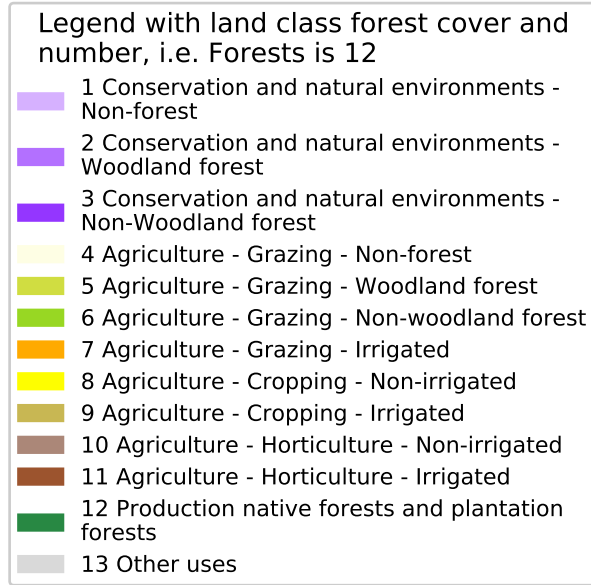 Legend with land class forest cover and
number, i.e. Forests is 12
1 Conservation and natural environments -
Non-forest
2 Conservation and natural environments -
Woodland forest
3 Conservation and natural environments -
Non-Woodland forest
4 Agriculture - Grazing - Non-forest
5 Agriculture - Grazing - Woodland forest
6 Agriculture - Grazing - Non-woodland forest
7 Agriculture - Grazing - Irrigated
8 Agriculture - Cropping - Non-irrigated
9 Agriculture - Cropping - Irrigated
10 Agriculture - Horticulture - Non-irrigated
11 Agriculture - Horticulture - Irrigated
12 Production native forests and plantation
forests
13 Other uses